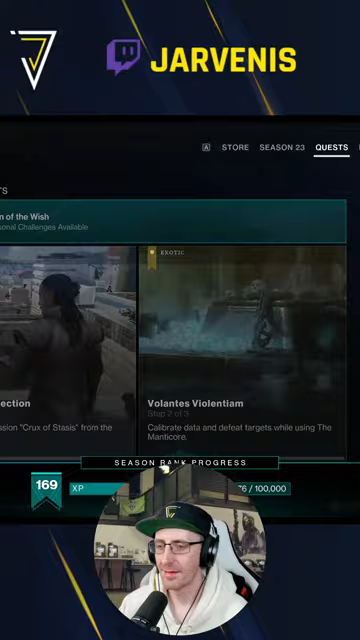 JARVENIS
A
STORE
SEASON 23
QUESTS
TS
n of the Wish
sonal Challenges Available
EXOTIC
ection
ssion "Crux of Stasis" from the
Volantes Violentiam
Step 2 of 3
Calibrate data and defeat targets while using The
Manticore.
SEASON RANK PROGRESS
169
XP
76 / 100,000